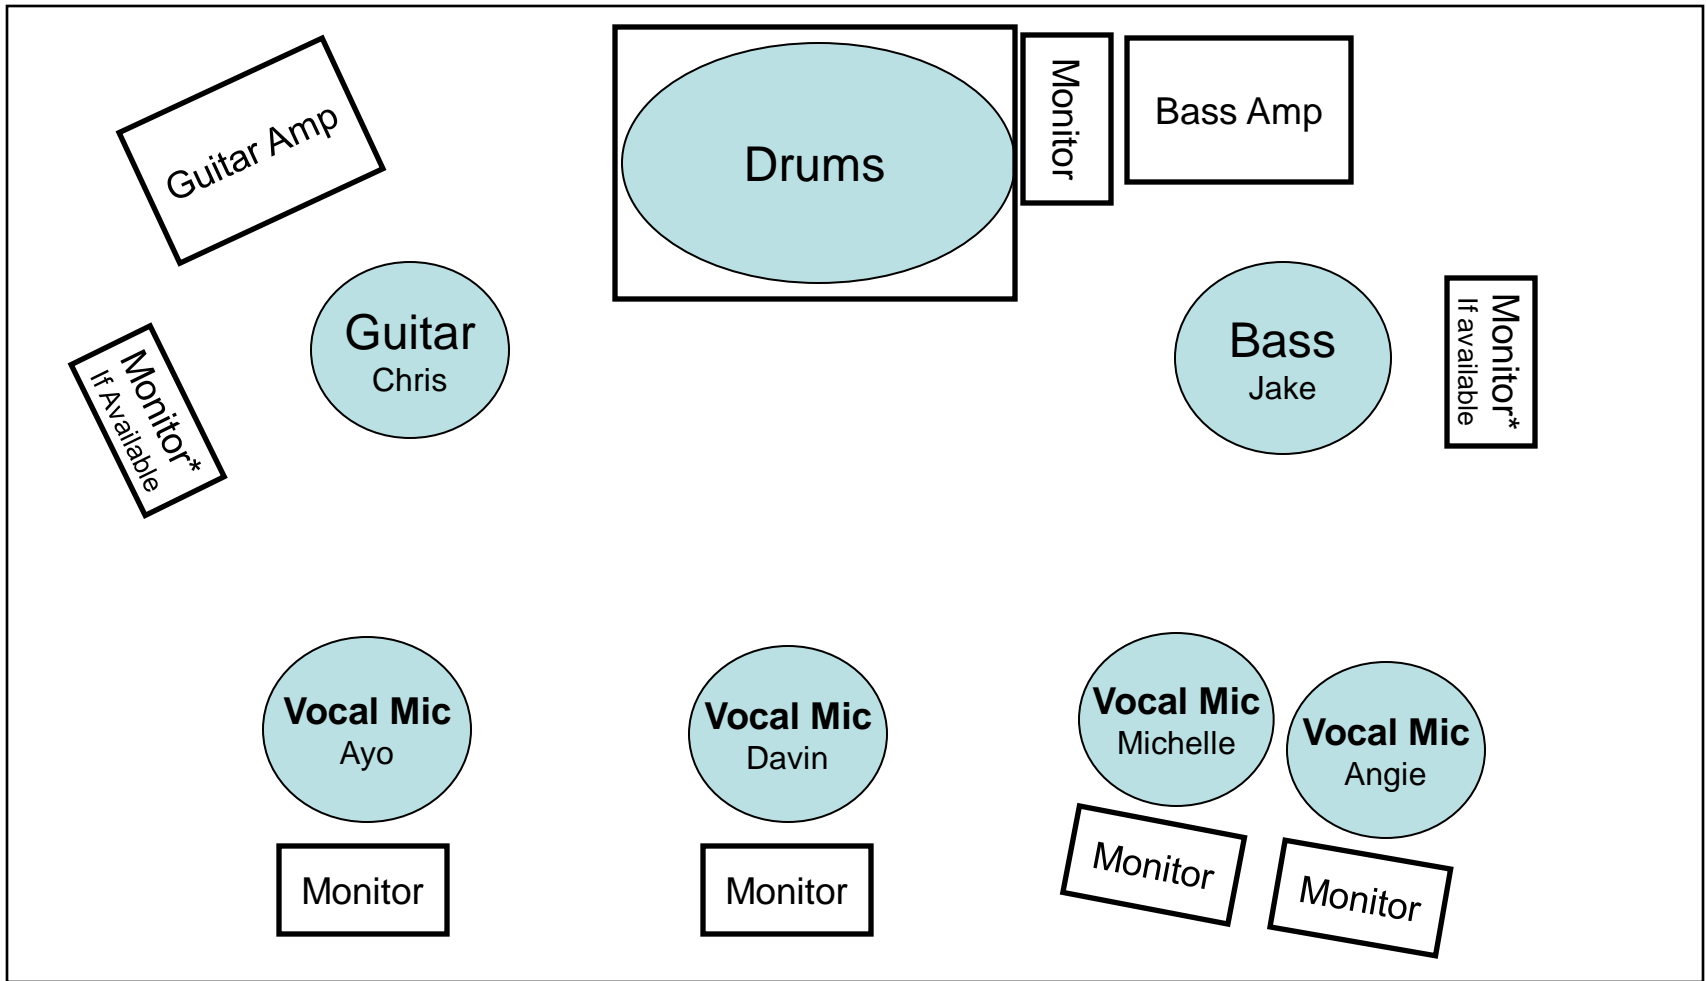 Guitar Amp
Drums
Monitor
Bass Amp
Guitar
Chris
Monitor*
If Available
Bass
Jake
Monitor*
If available
Vocal Mic
Ayo
Vocal Mic
Davin
Vocal Mic
Michelle
Vocal Mic
Angie
Monitor
Monitor
Monitor
Monitor